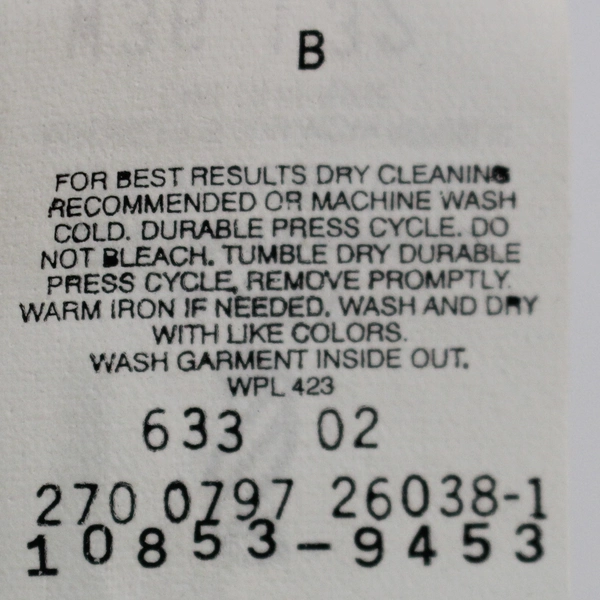 B
FOR BEST RESULTS DRY CLEANING
RECOMMENDED OR MACHINE WASH
COLD. DURABLE PRESS CYCLE. DO
NOT BLEACH. TUMBLE DRY DURABLE
PRESS CYCLE, REMOVE PROMPTLY.
WARM IRON IF NEEDED. WASH AND DRY
WITH LIKE COLORS.
WASH GARMENT INSIDE OUT.
WPL 423
633 02
270 0797 26038-1
10853-9453